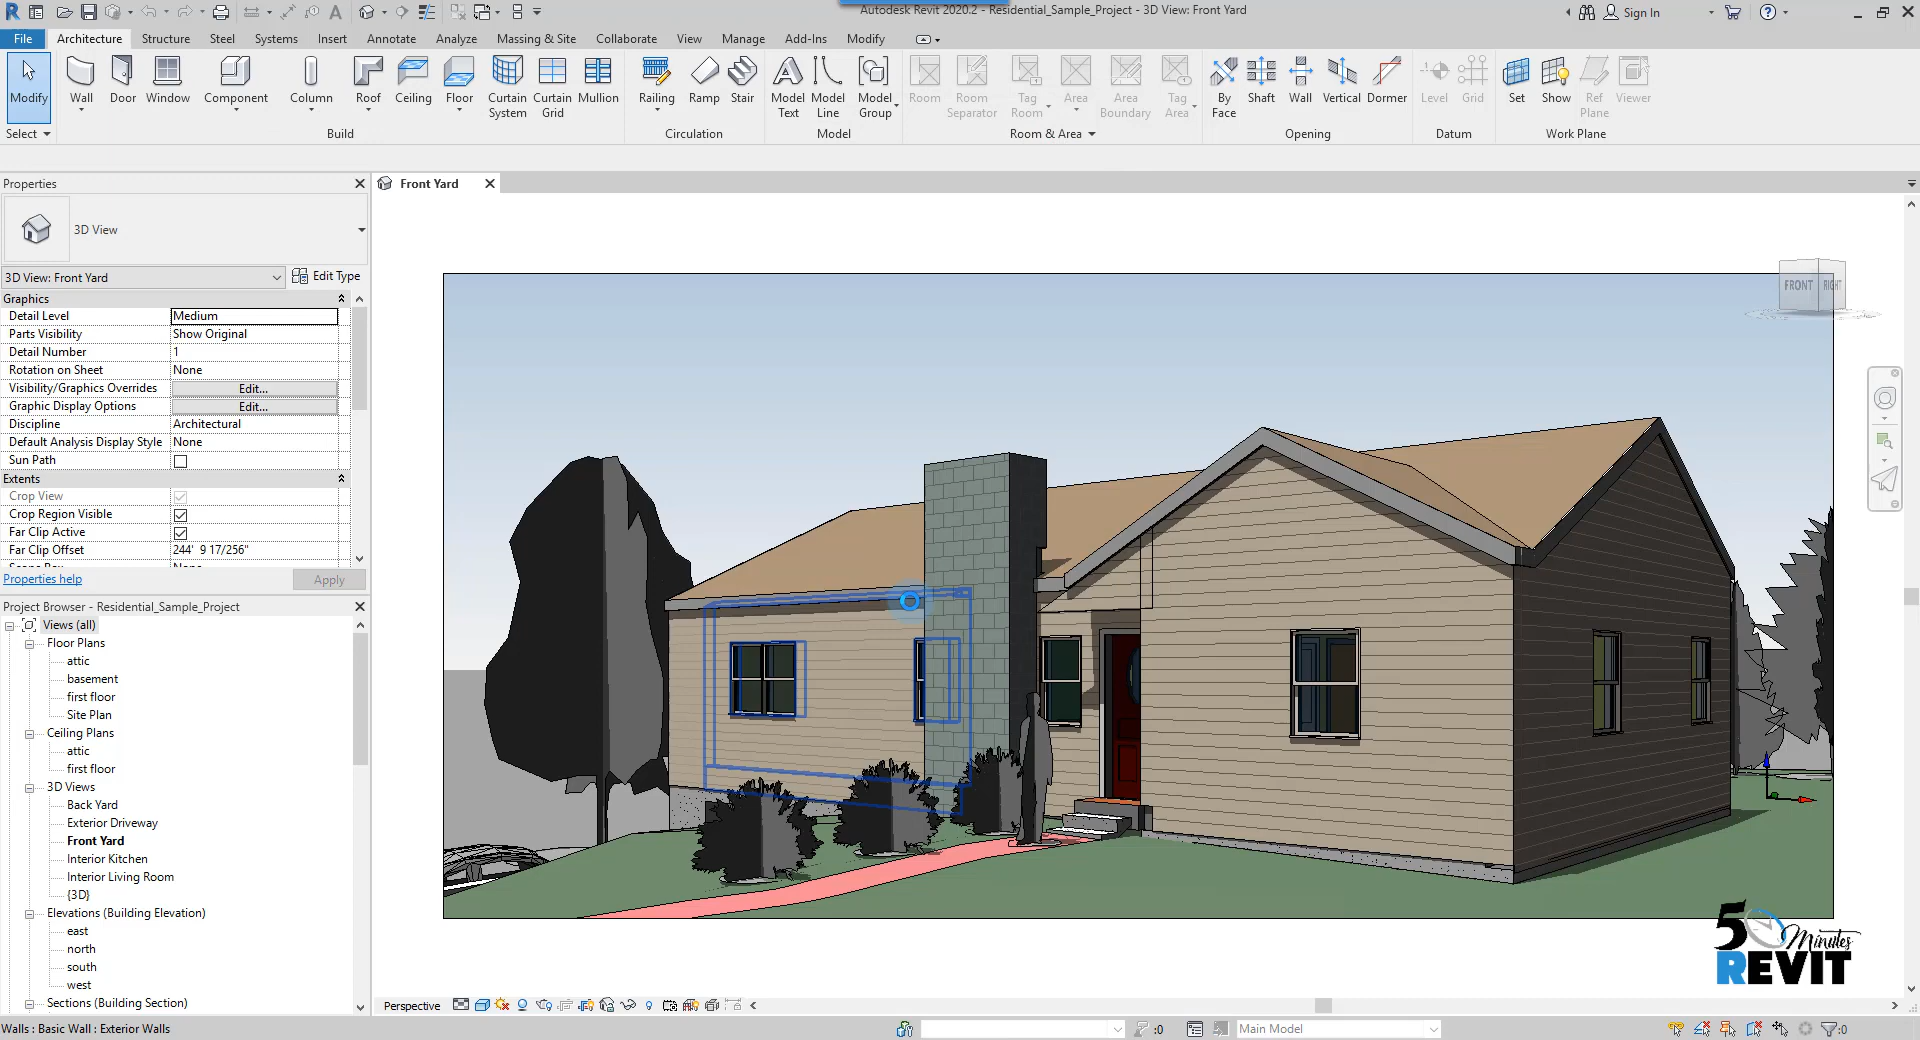 Autodesk Revit 2020.2 - Residential_Sample_Project - 3D View: Front Yard
Sign In
File Architecture Structure Steel Systems Insert Annotate Analyze Massing & Site Collaborate View Manage Add-Ins Modify
Modify Wall Door Window Component Column Roof Ceiling Floor Curtain System Curtain Grid Mullion Railing Ramp Stair Model Text Model Line Model Group Room Room Separator Tag Room Area Area Boundary Tag Area By Face Shaft Wall Vertical Dormer Level Grid Set Show Ref Plane Viewer
Select Build Circulation Model Room & Area Opening Datum Work Plane
Properties
Front Yard
3D View
3D View: Front Yard Edit Type
Graphics
Detail Level Medium
Parts Visibility Show Original
Detail Number 1
Rotation on Sheet None
Visibility/Graphics Overrides Edit...
Graphic Display Options Edit...
Discipline Architectural
Default Analysis Display Style None
Sun Path
Extents
Crop View
Crop Region Visible
Far Clip Active
Far Clip Offset 244' 9 17/256"
Properties help Apply
Project Browser - Residential_Sample_Project
Views (all)
Floor Plans
attic
basement
first floor
Site Plan
Ceiling Plans
attic
first floor
3D Views
Back Yard
Exterior Driveway
Front Yard
Interior Kitchen
Interior Living Room
{3D}
Elevations (Building Elevation)
east
north
south
west
Sections (Building Section)
FRONT RIGHT
5 Minutes
REVIT
Perspective
Walls : Basic Wall : Exterior Walls
:0
Main Model
:0